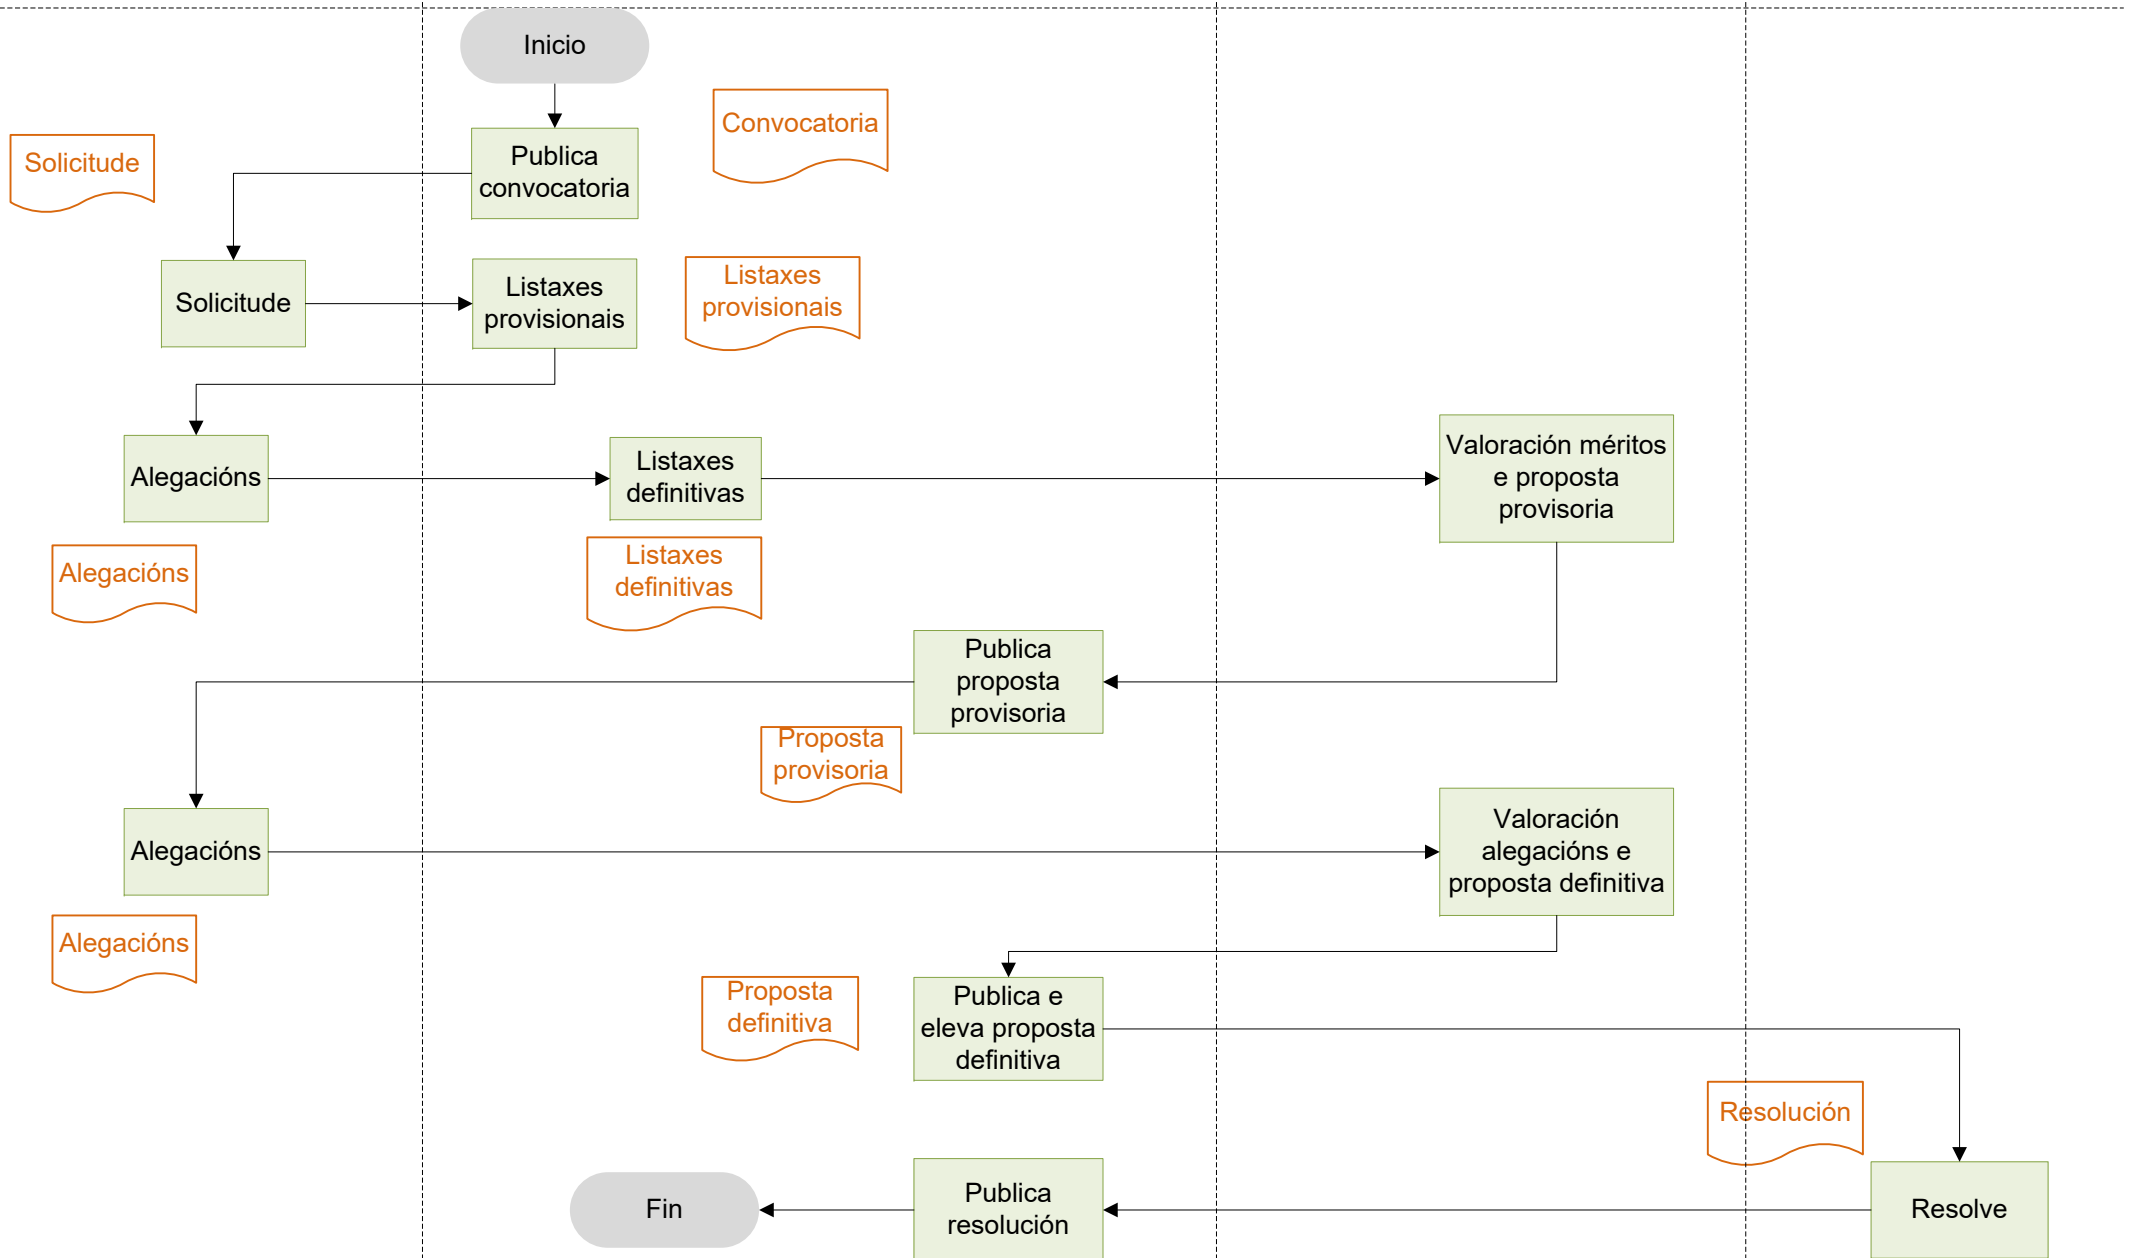 Inicio
Convocatoria
Solicitude
Publica
convocatoria
Solicitude
Listaxes
provisionais
Listaxes
provisionais
Alegacións
Listaxes
definitivas
Valoración méritos
e proposta
provisoria
Alegacións
Listaxes
definitivas
Publica
proposta
provisoria
Proposta
provisoria
Alegacións
Valoración
alegacións e
proposta definitiva
Alegacións
Proposta
definitiva
Publica e
eleva proposta
definitiva
Resolución
Fin
Publica
resolución
Resolve